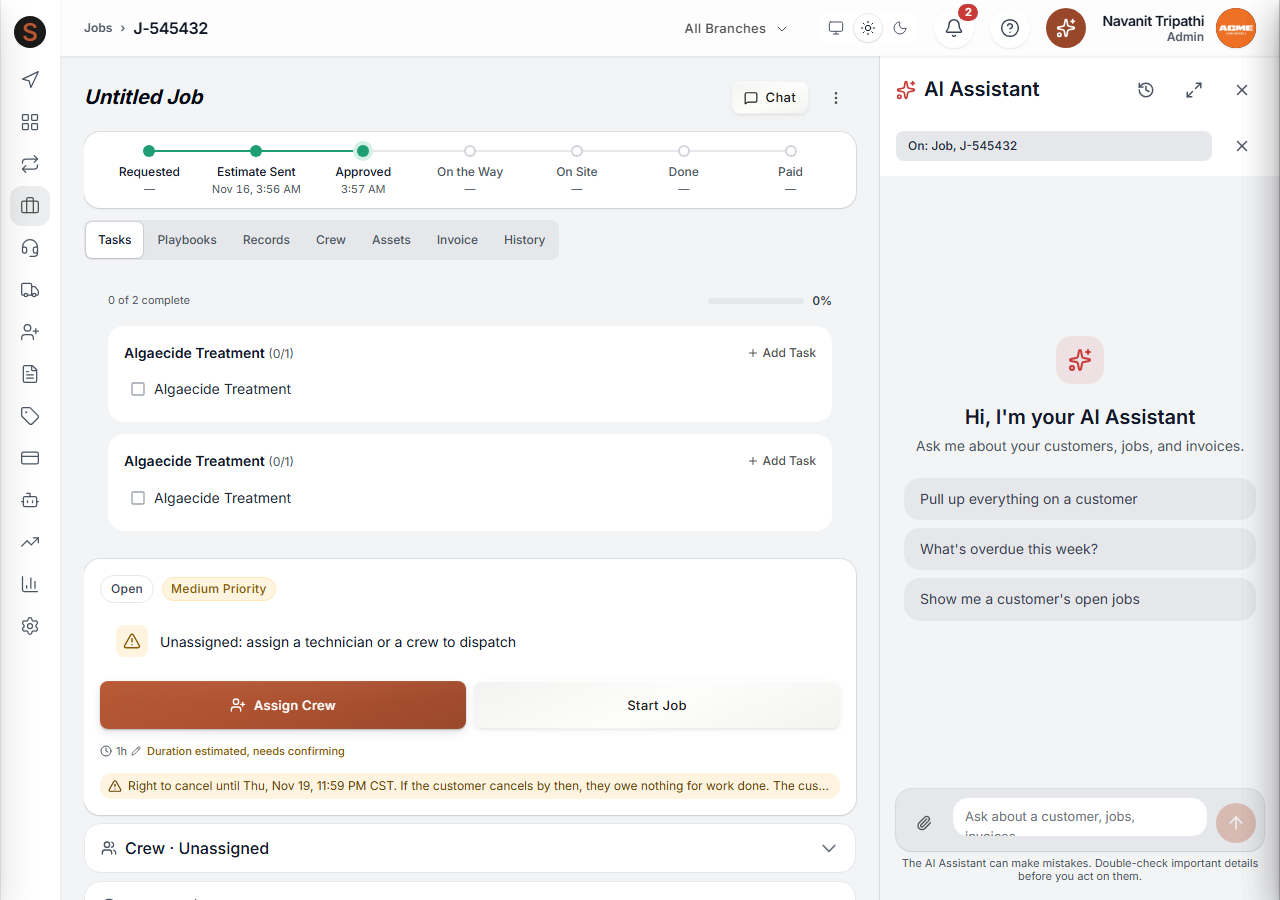 S
Jobs › J-545432
All Branches
2
Navanit Tripathi
Admin
ACME
Untitled Job
Chat
Requested
—
Estimate Sent
Nov 16, 3:56 AM
Approved
3:57 AM
On the Way
—
On Site
—
Done
—
Paid
—
Tasks
Playbooks
Records
Crew
Assets
Invoice
History
0 of 2 complete
0%
Algaecide Treatment (0/1)
+ Add Task
Algaecide Treatment
Algaecide Treatment (0/1)
+ Add Task
Algaecide Treatment
Open
Medium Priority
Unassigned: assign a technician or a crew to dispatch
Assign Crew
Start Job
1h
Duration estimated, needs confirming
Right to cancel until Thu, Nov 19, 11:59 PM CST. If the customer cancels by then, they owe nothing for work done. The cus...
Crew · Unassigned
AI Assistant
On: Job, J-545432
Hi, I'm your AI Assistant
Ask me about your customers, jobs, and invoices.
Pull up everything on a customer
What's overdue this week?
Show me a customer's open jobs
Ask about a customer, jobs,
invoices
The AI Assistant can make mistakes. Double-check important details
before you act on them.